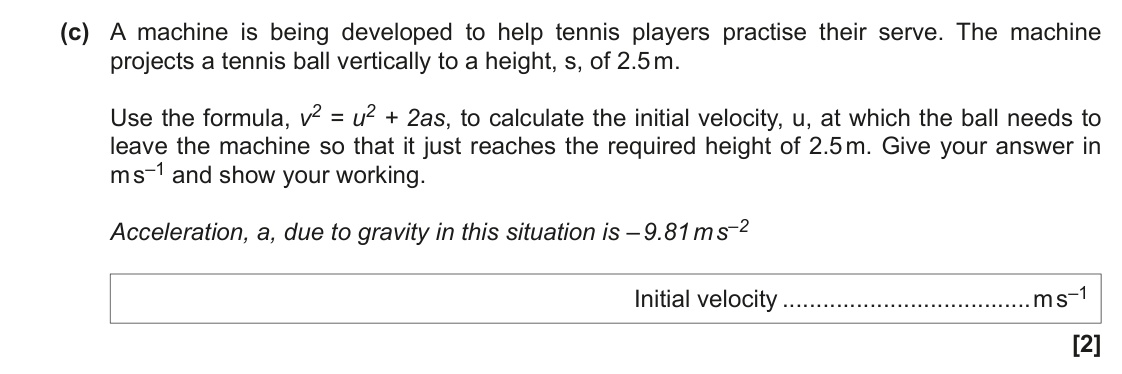 (c) A machine is being developed to help tennis players practise their serve. The machine
projects a tennis ball vertically to a height, s, of 2.5 m.
Use the formula, v² = u² + 2as, to calculate the initial velocity, u, at which the ball needs to
leave the machine so that it just reaches the required height of 2.5 m. Give your answer in
m s⁻¹ and show your working.
Acceleration, a, due to gravity in this situation is –9.81 m s⁻²
Initial velocity ..................................... m s⁻¹
[2]